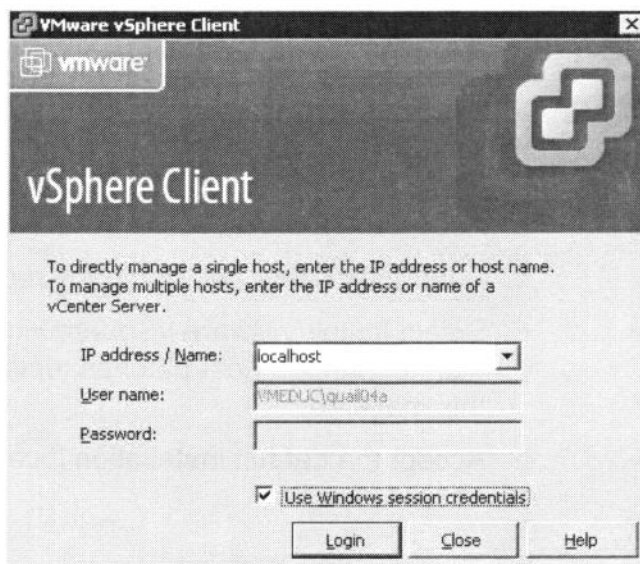 VMware vSphere Client
vmware
vSphere Client
To directly manage a single host, enter the IP address or host name.
To manage multiple hosts, enter the IP address or name of a
vCenter Server.
IP address / Name:
localhost
User name:
VMEDUC\quail04a
Password:
Use Windows session credentials
Login
Close
Help